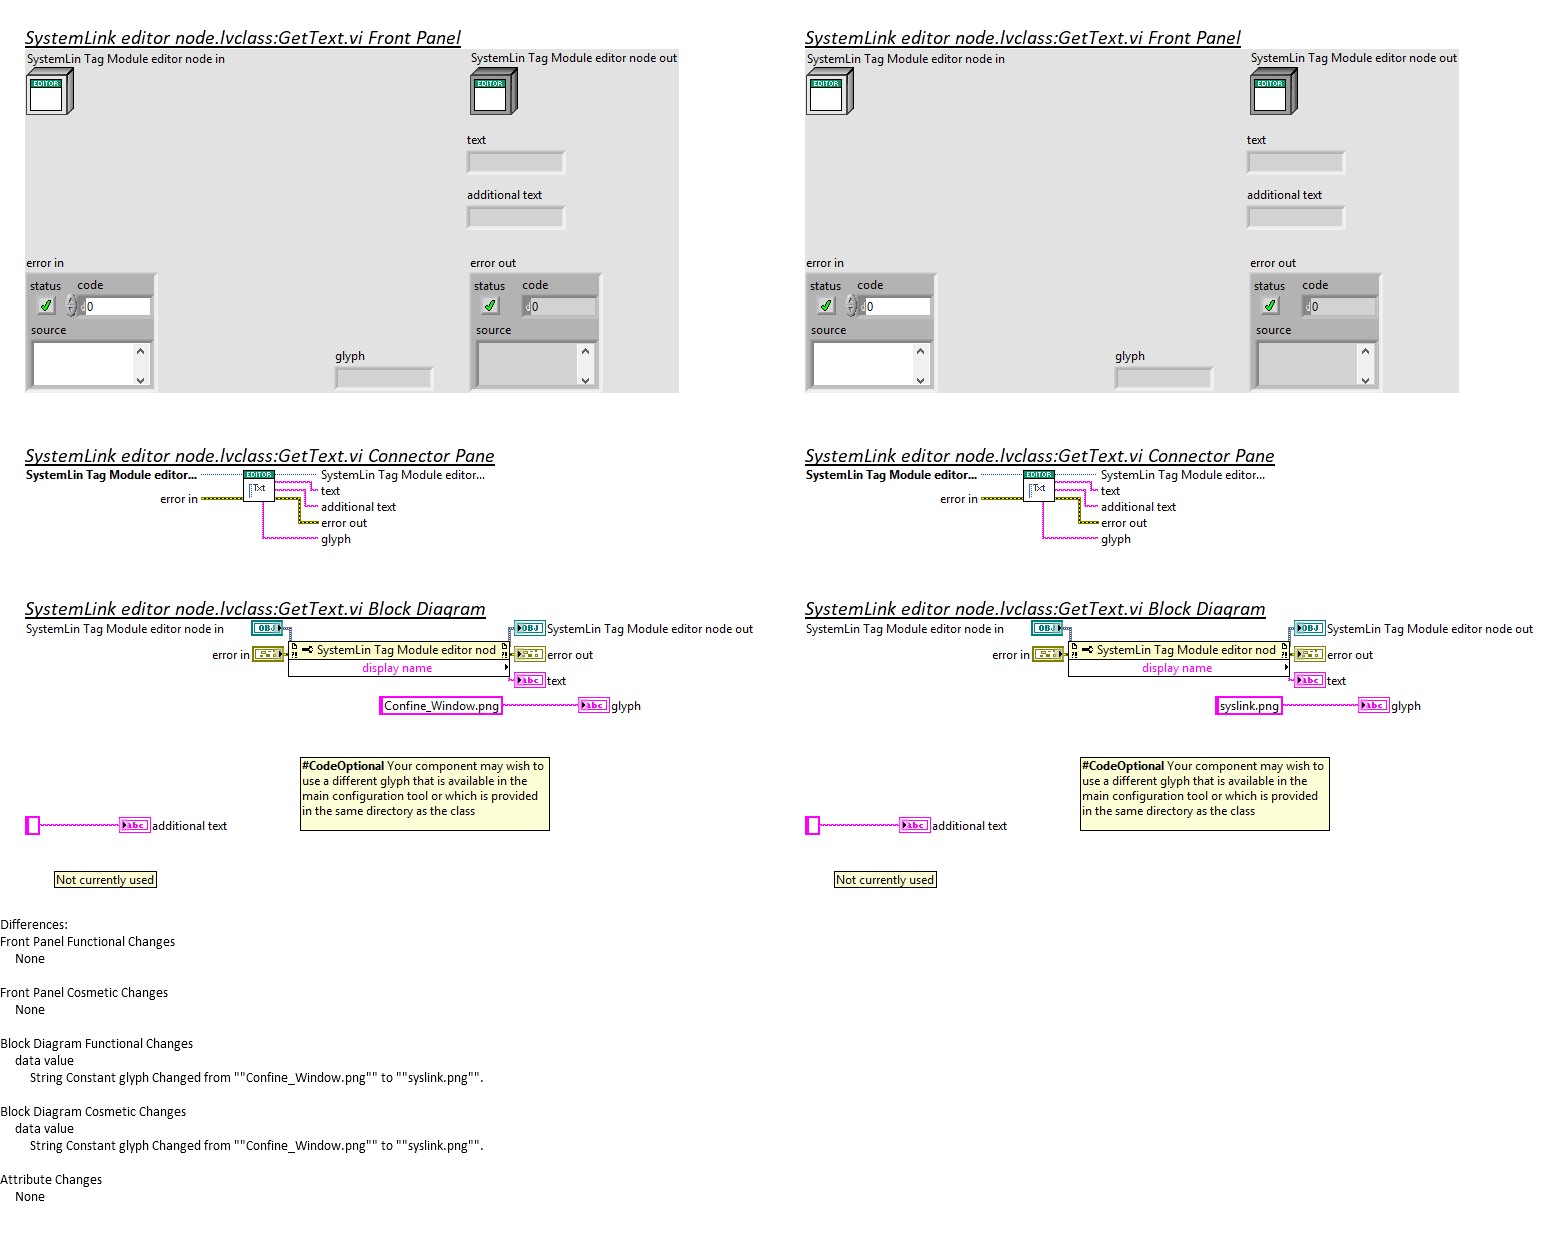 SystemLink editor node.lvclass:GetText.vi Front Panel
SystemLin Tag Module editor node in
SystemLin Tag Module editor node out
EDITOR
EDITOR
text
additional text
error in
error out
status
code
status
code
0
d 0
source
source
glyph
SystemLink editor node.lvclass:GetText.vi Connector Pane
SystemLin Tag Module editor...
EDITOR
SystemLin Tag Module editor...
Txt
text
error in
additional text
error out
glyph
SystemLink editor node.lvclass:GetText.vi Block Diagram
SystemLin Tag Module editor node in
OBJ
OBJ
SystemLin Tag Module editor node out
error in
SystemLin Tag Module editor nod
error out
display name
abc
text
Confine_Window.png
abc
glyph
#CodeOptional Your component may wish to
use a different glyph that is available in the
main configuration tool or which is provided
in the same directory as the class
abc
additional text
Not currently used
SystemLink editor node.lvclass:GetText.vi Front Panel
SystemLin Tag Module editor node in
SystemLin Tag Module editor node out
EDITOR
EDITOR
text
additional text
error in
error out
status
code
status
code
d 0
d 0
source
source
glyph
SystemLink editor node.lvclass:GetText.vi Connector Pane
SystemLin Tag Module editor...
EDITOR
SystemLin Tag Module editor...
Txt
text
error in
additional text
error out
glyph
SystemLink editor node.lvclass:GetText.vi Block Diagram
SystemLin Tag Module editor node in
OBJ
OBJ
SystemLin Tag Module editor node out
error in
SystemLin Tag Module editor nod
error out
display name
abc
text
syslink.png
abc
glyph
#CodeOptional Your component may wish to
use a different glyph that is available in the
main configuration tool or which is provided
in the same directory as the class
abc
additional text
Not currently used
Differences:
Front Panel Functional Changes
None
Front Panel Cosmetic Changes
None
Block Diagram Functional Changes
data value
String Constant glyph Changed from ""Confine_Window.png"" to ""syslink.png"".
Block Diagram Cosmetic Changes
data value
String Constant glyph Changed from ""Confine_Window.png"" to ""syslink.png"".
Attribute Changes
None